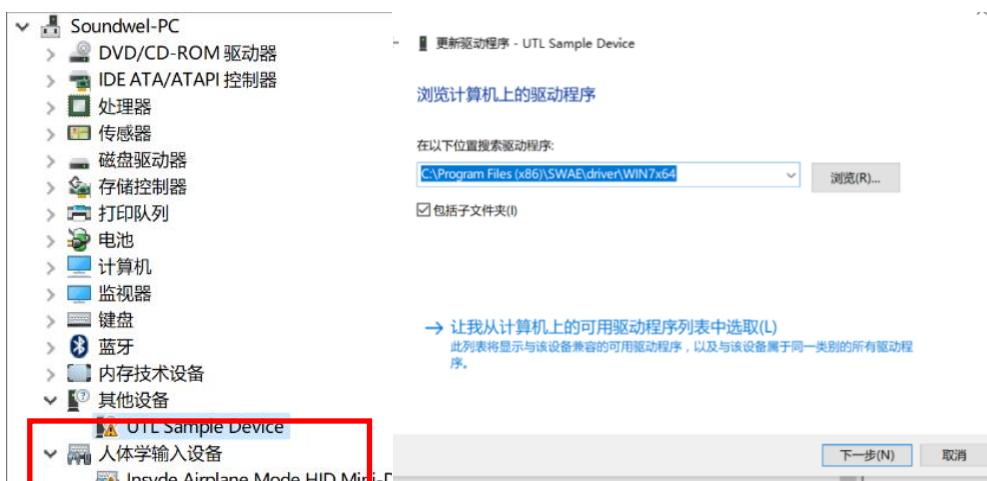 Soundwel-PC
DVD/CD-ROM 驱动器
IDE ATA/ATAPI 控制器
处理器
传感器
磁盘驱动器
存储控制器
打印队列
电池
计算机
监视器
键盘
蓝牙
内存技术设备
其他设备
UTL Sample Device
人体学输入设备
Insyde Airplane Mode HID Mini-D
更新驱动程序 - UTL Sample Device
浏览计算机上的驱动程序
在以下位置搜索驱动程序:
C:\Program Files (x86)\SWAE\driver\WIN7x64
浏览(R)...
包括子文件夹(I)
让我从计算机上的可用驱动程序列表中选取(L)
此列表将显示与该设备兼容的可用驱动程序，以及与该设备属于同一类别的所有驱动程
序。
下一步(N)
取消